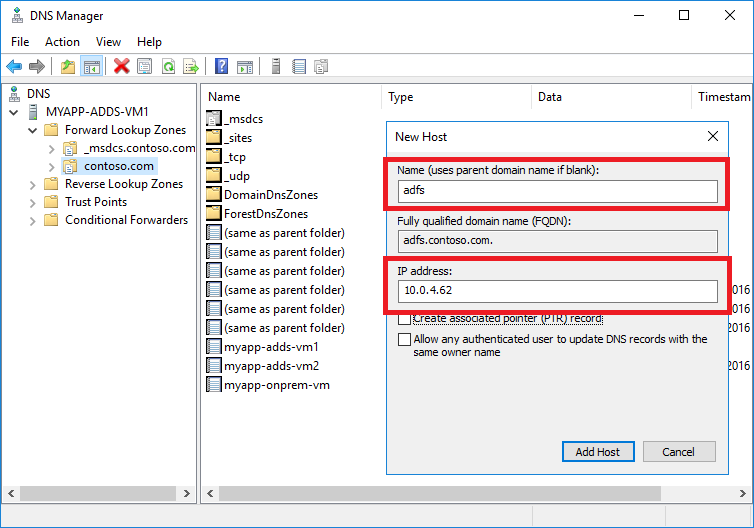 DNS Manager
File Action View Help
DNS
MYAPP-ADDS-VM1
Forward Lookup Zones
_msdcs.contoso.com
contoso.com
Reverse Lookup Zones
Trust Points
Conditional Forwarders
Name Type Data Timestam
_msdcs
_sites
_tcp
_udp
DomainDnsZones
ForestDnsZones
(same as parent folder)
(same as parent folder)
(same as parent folder)
(same as parent folder) 2016
(same as parent folder) 2016
(same as parent folder) 2016
myapp-adds-vm1
myapp-adds-vm2 2016
myapp-onprem-vm
New Host
Name (uses parent domain name if blank):
adfs
Fully qualified domain name (FQDN):
adfs.contoso.com.
IP address:
10.0.4.62
Create associated pointer (PTR) record
Allow any authenticated user to update DNS records with the
same owner name
Add Host Cancel